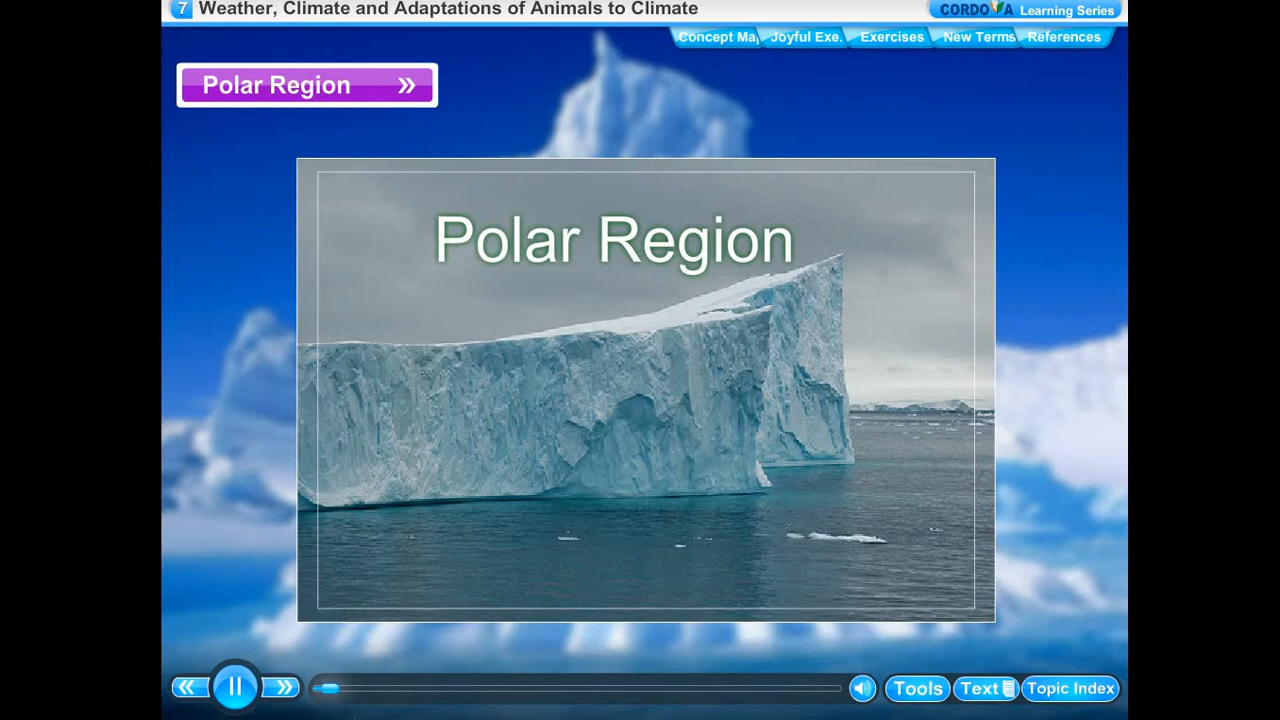 7 Weather, Climate and Adaptations of Animals to Climate
CORDOVA Learning Series
Concept Map Joyful Exe. Exercises New Terms References
Polar Region »
Polar Region
Tools Text Topic Index